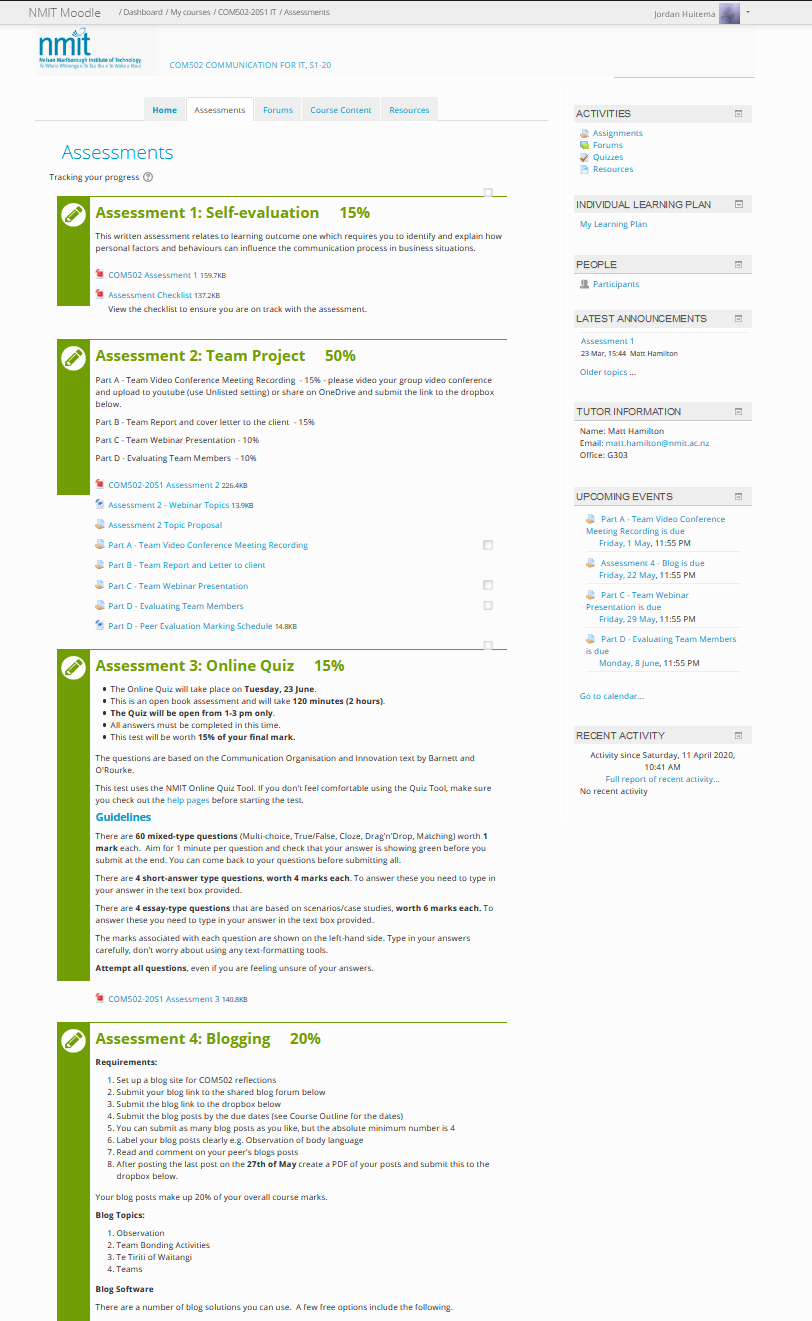 NMIT Moodle / Dashboard / My courses / COM502-20S1 IT / Assessments Jordan Huitema
nmit
Nelson Marlborough Institute of Technology
COM502 COMMUNICATION FOR IT, S1-20
Home Assessments Forums Course Content Resources
Assessments
Tracking your progress
Assessment 1: Self-evaluation 15%
This written assessment relates to learning outcome one which requires you to identify and explain how
personal factors and behaviours can influence the communication process in business situations.
COM502 Assessment 1 159.7KB
Assessment Checklist 137.2KB
View the checklist to ensure you are on track with the assessment.
Assessment 2: Team Project 50%
Part A - Team Video Conference Meeting Recording - 15% - please video your group video conference
and upload to youtube (use Unlisted setting) or share on OneDrive and submit the link to the dropbox
below.
Part B - Team Report and cover letter to the client - 15%
Part C - Team Webinar Presentation - 10%
Part D - Evaluating Team Members - 10%
COM502-20S1 Assessment 2 226.4KB
Assessment 2 - Webinar Topics 13.9KB
Assessment 2 Topic Proposal
Part A - Team Video Conference Meeting Recording
Part B - Team Report and Letter to client
Part C - Team Webinar Presentation
Part D - Evaluating Team Members
Part D - Peer Evaluation Marking Schedule 14.8KB
Assessment 3: Online Quiz 15%
• The Online Quiz will take place on Tuesday, 23 June.
• This is an open book assessment and will take 120 minutes (2 hours).
• The Quiz will be open from 1-3 pm only.
• All answers must be completed in this time.
• This test will be worth 15% of your final mark.
The questions are based on the Communication Organisation and Innovation text by Barnett and
O'Rourke.
This test uses the NMIT Online Quiz Tool. If you don't feel comfortable using the Quiz Tool, make sure
you check out the help pages before starting the test.
Guidelines
There are 60 mixed-type questions (Multi-choice, True/False, Cloze, Drag'n'Drop, Matching) worth 1
mark each. Aim for 1 minute per question and check that your answer is showing green before you
submit at the end. You can come back to your questions before submitting all.
There are 4 short-answer type questions, worth 4 marks each. To answer these you need to type in
your answer in the text box provided.
There are 4 essay-type questions that are based on scenarios/case studies, worth 6 marks each. To
answer these you need to type in your answer in the text box provided.
The marks associated with each question are shown on the left-hand side. Type in your answers
carefully, don't worry about using any text-formatting tools.
Attempt all questions, even if you are feeling unsure of your answers.
COM502-20S1 Assessment 3 140.8KB
Assessment 4: Blogging 20%
Requirements:
1. Set up a blog site for COM502 reflections
2. Submit your blog link to the shared blog forum below
3. Submit the blog link to the dropbox below
4. Submit the blog posts by the due dates (see Course Outline for the dates)
5. You can submit as many blog posts as you like, but the absolute minimum number is 4
6. Label your blog posts clearly e.g. Observation of body language
7. Read and comment on your peer's blogs posts
8. After posting the last post on the 27th of May create a PDF of your posts and submit this to the
dropbox below.
Your blog posts make up 20% of your overall course marks.
Blog Topics:
1. Observation
2. Team Bonding Activities
3. Te Tiriti of Waitangi
4. Teams
Blog Software
There are a number of blog solutions you can use. A few free options include the following.
ACTIVITIES
Assignments
Forums
Quizzes
Resources
INDIVIDUAL LEARNING PLAN
My Learning Plan
PEOPLE
Participants
LATEST ANNOUNCEMENTS
Assessment 1
23 Mar, 15:44 Matt Hamilton
Older topics ...
TUTOR INFORMATION
Name: Matt Hamilton
Email: matt.hamilton@nmit.ac.nz
Office: G303
UPCOMING EVENTS
Part A - Team Video Conference
Meeting Recording is due
Friday, 1 May, 11:55 PM
Assessment 4 - Blog is due
Friday, 22 May, 11:55 PM
Part C - Team Webinar
Presentation is due
Friday, 29 May, 11:55 PM
Part D - Evaluating Team Members
is due
Monday, 8 June, 11:55 PM
Go to calendar...
RECENT ACTIVITY
Activity since Saturday, 11 April 2020,
10:41 AM
Full report of recent activity...
No recent activity